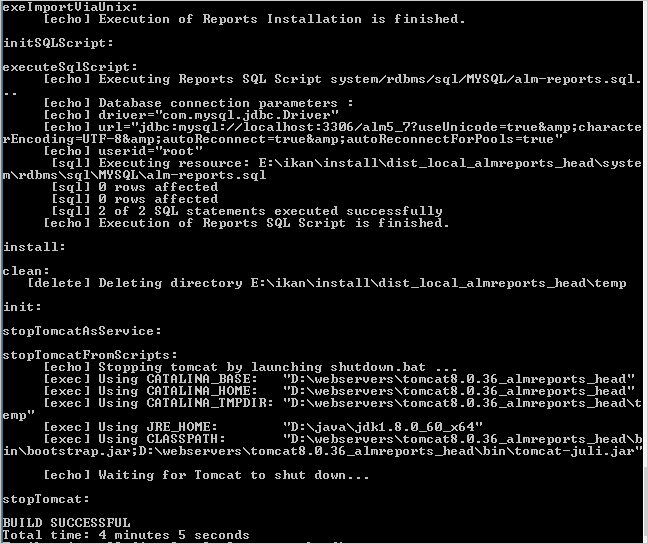 exeImportViaUnix:
[echo] Execution of Reports Installation is finished.
initSQLScript:
executeSqlScript:
[echo] Executing Reports SQL Script system/rdbms/sql/MYSQL/alm-reports.sql.
..
[echo] Database connection parameters :
[echo] driver="com.mysql.jdbc.Driver"
[echo] url="jdbc:mysql://localhost:3306/alm5_7?useUnicode=true&amp;characte
rEncoding=UTF-8&amp;autoReconnect=true&amp;autoReconnectForPools=true"
[echo] userid="root"
[sql] Executing resource: E:\ikan\install\dist_local_almreports_head\syste
m\rdbms\sql\MYSQL\alm-reports.sql
[sql] 0 rows affected
[sql] 0 rows affected
[sql] 2 of 2 SQL statements executed successfully
[echo] Execution of Reports SQL Script is finished.
install:
clean:
[delete] Deleting directory E:\ikan\install\dist_local_almreports_head\temp
init:
stopTomcatAsService:
stopTomcatFromScripts:
[echo] Stopping tomcat by launching shutdown.bat ...
[exec] Using CATALINA_BASE:   "D:\webservers\tomcat8.0.36_almreports_head"
[exec] Using CATALINA_HOME:   "D:\webservers\tomcat8.0.36_almreports_head"
[exec] Using CATALINA_TMPDIR: "D:\webservers\tomcat8.0.36_almreports_head\t
emp"
[exec] Using JRE_HOME:        "D:\java\jdk1.8.0_60_x64"
[exec] Using CLASSPATH:       "D:\webservers\tomcat8.0.36_almreports_head\b
in\bootstrap.jar;D:\webservers\tomcat8.0.36_almreports_head\bin\tomcat-juli.jar"
[echo] Waiting for Tomcat to shut down...
stopTomcat:
BUILD SUCCESSFUL
Total time: 4 minutes 5 seconds